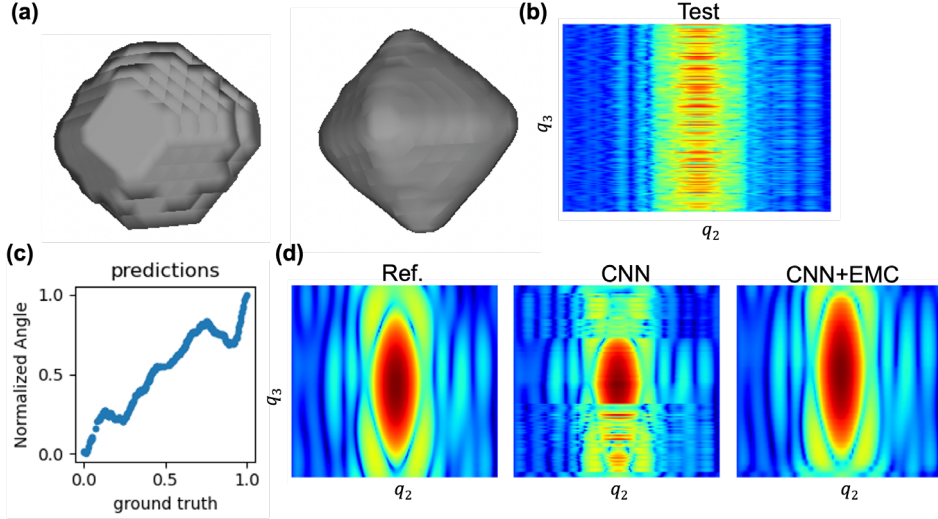 (a)
(b)
Test
q3
q2
(c)
predictions
Normalized Angle
1.0
0.5
0.0
0.0 0.5 1.0
ground truth
(d)
Ref. CNN CNN+EMC
q3
q2 q2 q2